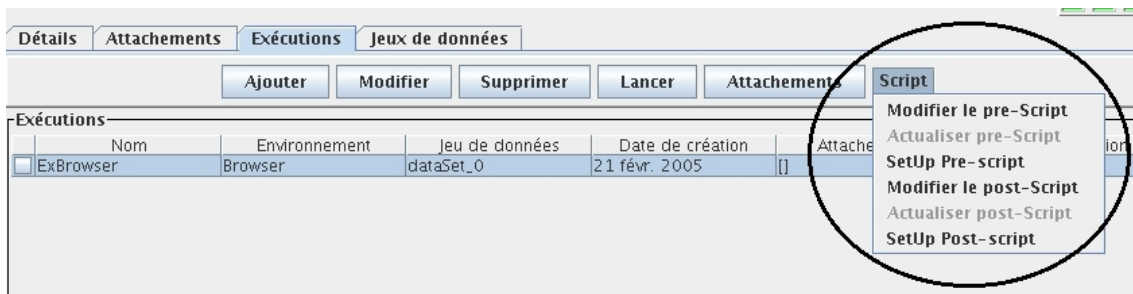 Détails Attachements Exécutions Jeux de données
Ajouter Modifier Supprimer Lancer Attachements Script
Modifier le pre-Script
Actualiser pre-Script
SetUp Pre-script
Modifier le post-Script
Actualiser post-Script
SetUp Post-script
Exécutions
Nom Environnement Jeu de données Date de création Attache ion
ExBrowser Browser dataSet_0 21 févr. 2005 []